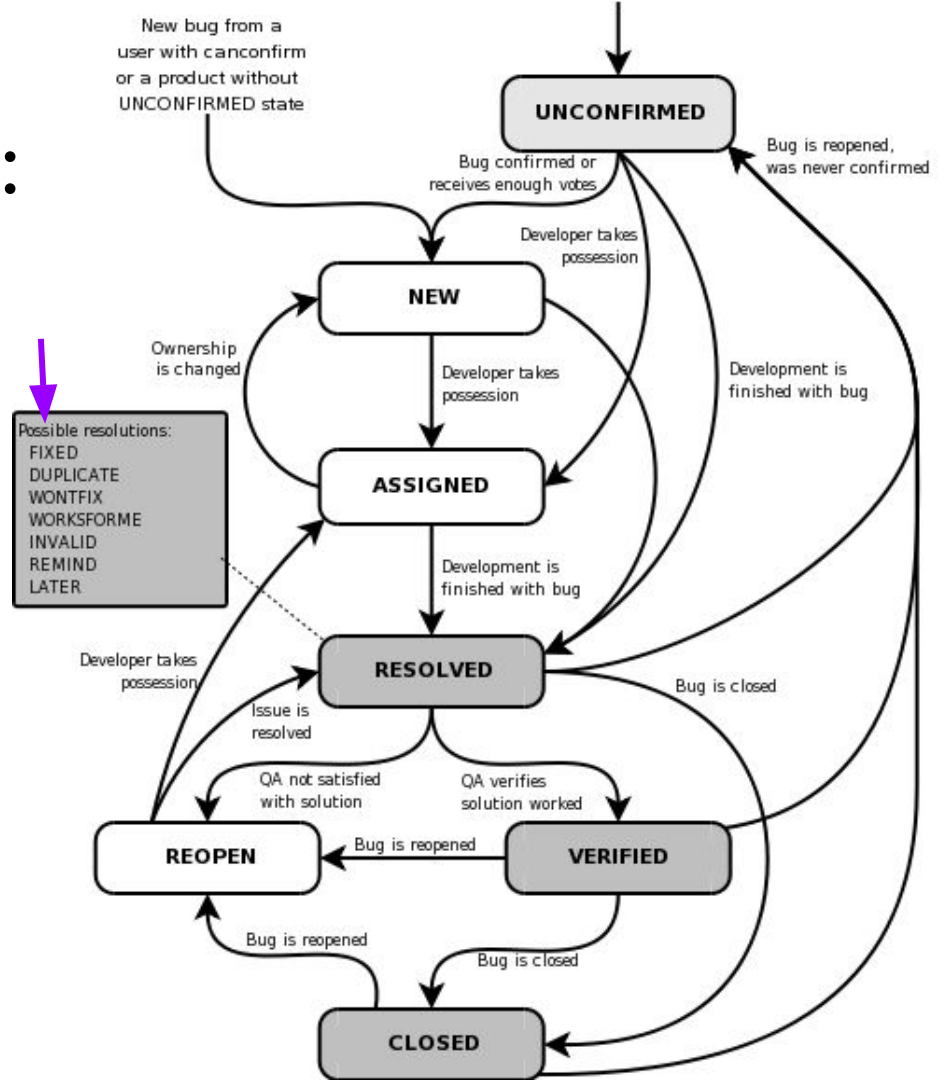 New bug from a
user with canconfirm
or a product without
UNCONFIRMED state
UNCONFIRMED
Bug is reopened,
was never confirmed
Bug confirmed or
receives enough votes
Developer takes
possession
NEW
Ownership
is changed
Developer takes
possession
Development is
finished with bug
Possible resolutions:
FIXED
DUPLICATE
WONTFIX
WORKSFORME
INVALID
REMIND
LATER
ASSIGNED
Development is
finished with bug
Developer takes
possession
RESOLVED
Bug is closed
Issue is
resolved
QA not satisfied
with solution
QA verifies
solution worked
REOPEN
Bug is reopened
VERIFIED
Bug is reopened
Bug is closed
CLOSED